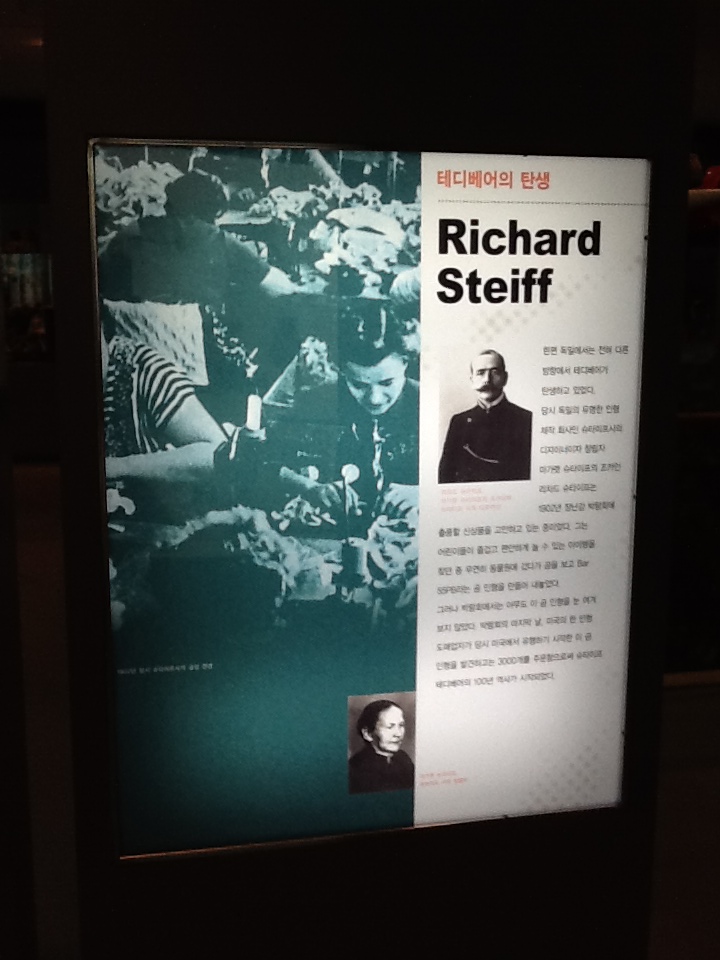 테디베어의 탄생
Richard
Steiff
한편 독일에서는 전혀 다른
방향에서 테디베어가
탄생하고 있었다.
당시 독일의 유명한 인형
제작 회사인 슈타이프사의
디자이너이자 창립자
마가렛 슈타이프의 조카인
리차드 슈타이프는
1902년 장난감 박람회에
출품할 신상품을 고민하고 있는 중이었다. 그는
어린이들이 즐겁고 편안하게 놀 수 있는 아이템을
찾던 중 우연히 동물원에 갔다가 곰을 보고 Bar
55PB라는 곰 인형을 만들어 내놓았다.
그러나 박람회에서는 아무도 이 곰 인형을 눈 여겨
보지 않았다. 박람회의 마지막 날, 미국의 한 인형
도매업자가 당시 미국에서 유행하기 시작한 이 곰
인형을 발견하고는 3000개를 주문함으로써 슈타이프
테디베어의 100년 역사가 시작되었다.